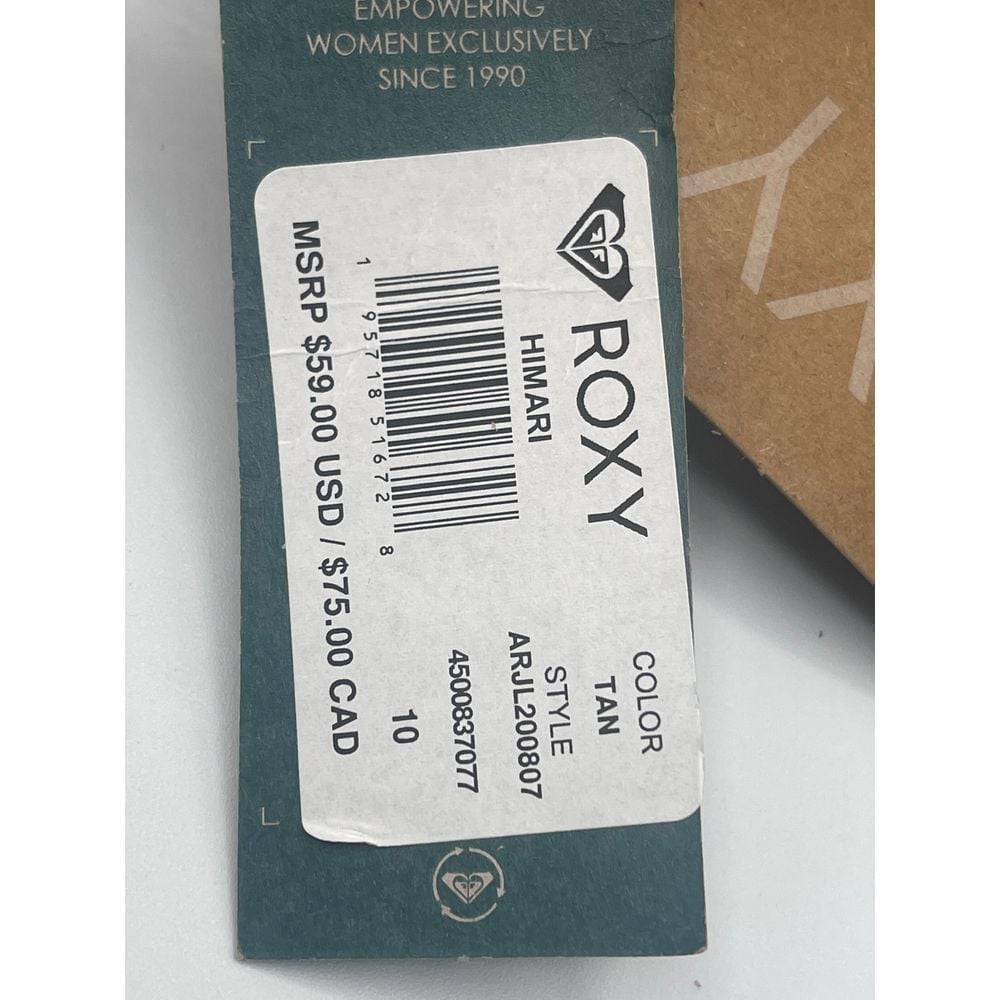 EMPOWERING
WOMEN EXCLUSIVELY
SINCE 1990
ROXY
HIMARI
1 95718 51672 8
COLOR
TAN
STYLE
ARJL200807
4500837077
10
MSRP $59.00 USD / $75.00 CAD